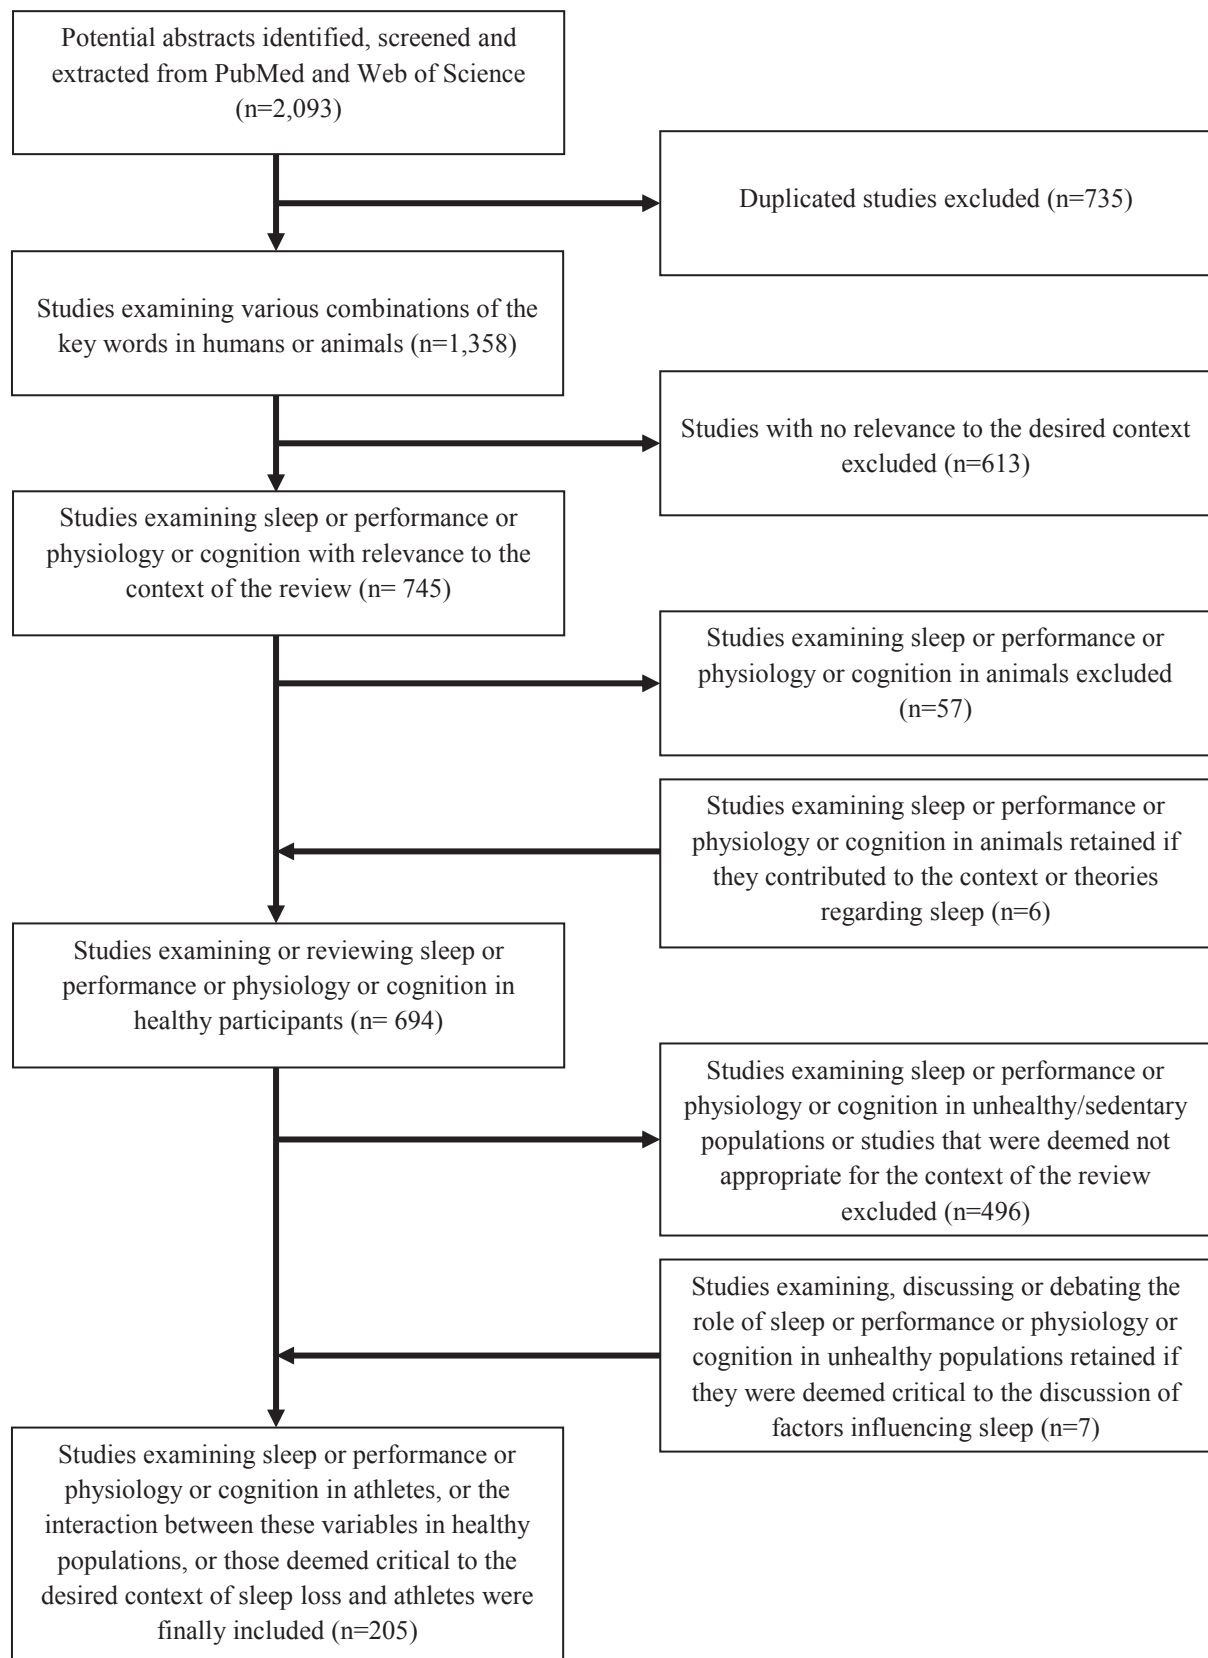 Potential abstracts identified, screened and
extracted from PubMed and Web of Science
(n=2,093)
Duplicated studies excluded (n=735)
Studies examining various combinations of the
key words in humans or animals (n=1,358)
Studies with no relevance to the desired context
excluded (n=613)
Studies examining sleep or performance or
physiology or cognition with relevance to the
context of the review (n= 745)
Studies examining sleep or performance or
physiology or cognition in animals excluded
(n=57)
Studies examining sleep or performance or
physiology or cognition in animals retained if
they contributed to the context or theories
regarding sleep (n=6)
Studies examining or reviewing sleep or
performance or physiology or cognition in
healthy participants (n= 694)
Studies examining sleep or performance or
physiology or cognition in unhealthy/sedentary
populations or studies that were deemed not
appropriate for the context of the review
excluded (n=496)
Studies examining, discussing or debating the
role of sleep or performance or physiology or
cognition in unhealthy populations retained if
they were deemed critical to the discussion of
factors influencing sleep (n=7)
Studies examining sleep or performance or
physiology or cognition in athletes, or the
interaction between these variables in healthy
populations, or those deemed critical to the
desired context of sleep loss and athletes were
finally included (n=205)